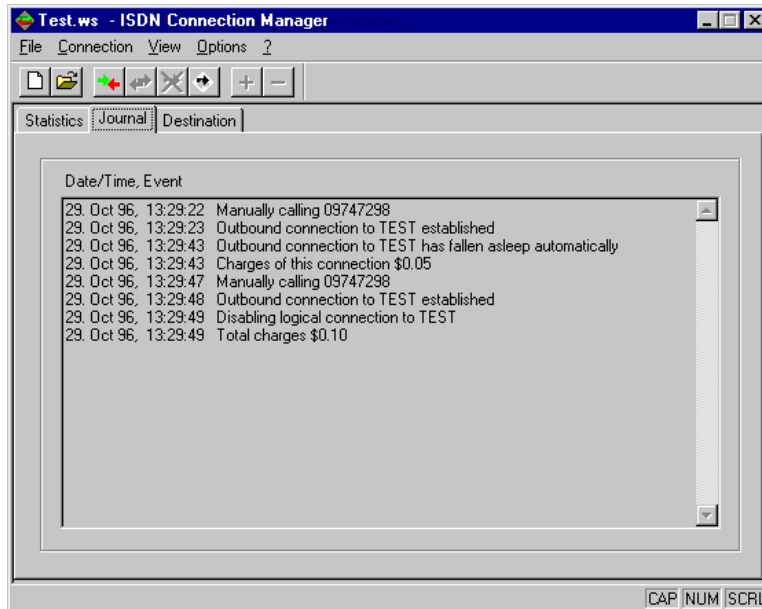 Test.ws - ISDN Connection Manager
File Connection View Options ?
Statistics Journal Destination
Date/Time, Event
29. Oct 96, 13:29:22 Manually calling 09747298
29. Oct 96, 13:29:23 Outbound connection to TEST established
29. Oct 96, 13:29:43 Outbound connection to TEST has fallen asleep automatically
29. Oct 96, 13:29:43 Charges of this connection $0.05
29. Oct 96, 13:29:47 Manually calling 09747298
29. Oct 96, 13:29:48 Outbound connection to TEST established
29. Oct 96, 13:29:49 Disabling logical connection to TEST
29. Oct 96, 13:29:49 Total charges $0.10
CAP NUM SCRL